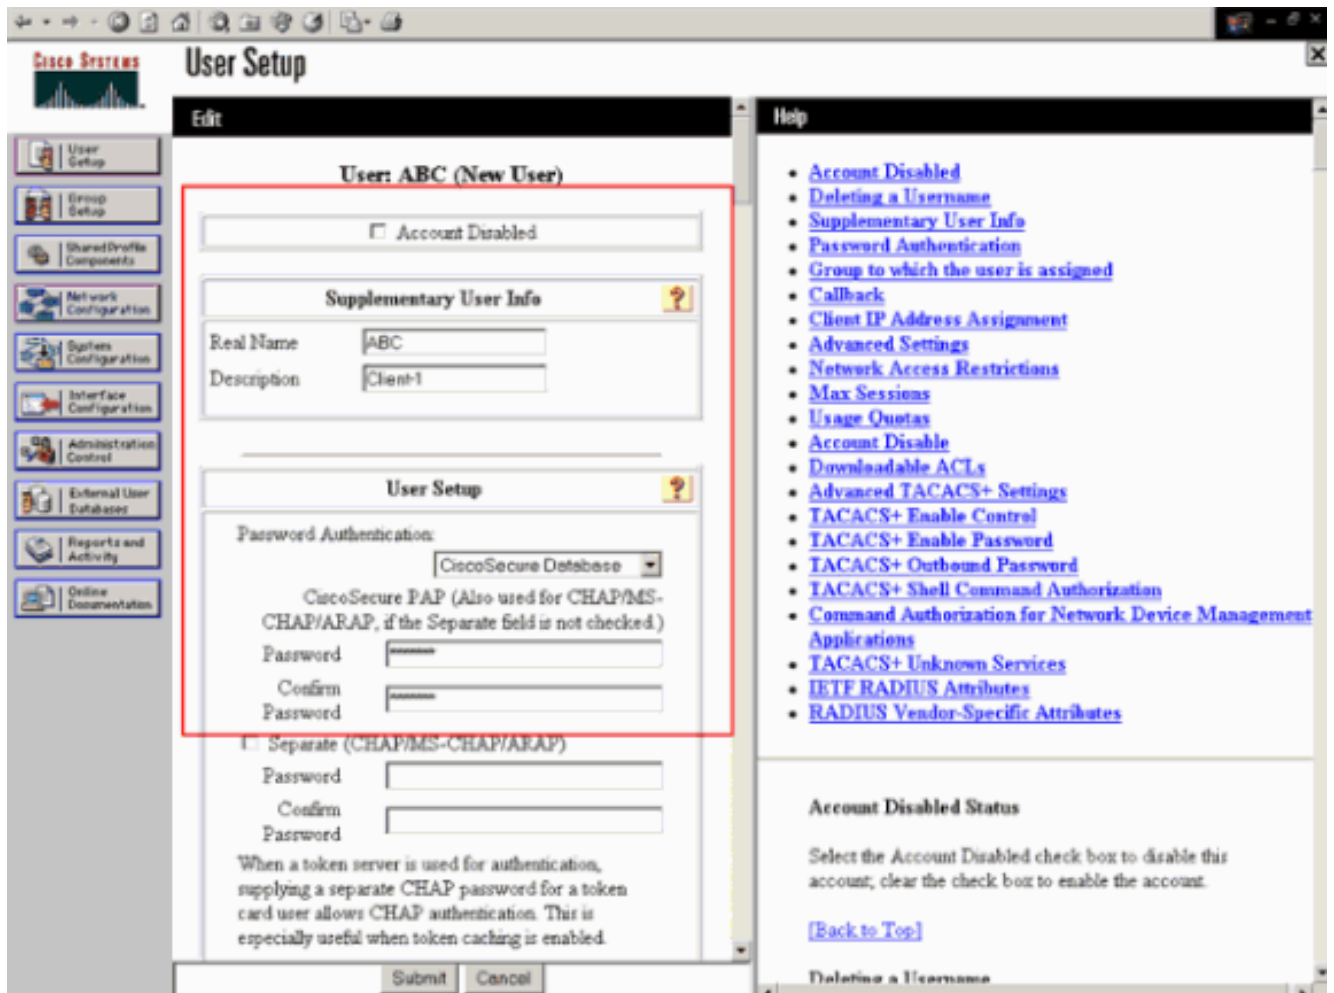 Cisco Systems
User Setup
User
Setup
Group
Setup
Shared Profile
Components
Network
Configuration
System
Configuration
Interface
Configuration
Administration
Control
External User
Databases
Reports and
Activity
Online
Documentation
Edit
User: ABC (New User)
Account Disabled
Supplementary User Info
?
Real Name
ABC
Description
Client-1
User Setup
?
Password Authentication:
CiscoSecure Database
CiscoSecure PAP (Also used for CHAP/MS-
CHAP/ARAP, if the Separate field is not checked.)
Password
Confirm
Password
Separate (CHAP/MS-CHAP/ARAP)
Password
Confirm
Password
When a token server is used for authentication,
supplying a separate CHAP password for a token
card user allows CHAP authentication. This is
especially useful when token caching is enabled.
Submit
Cancel
Help
Account Disabled
Deleting a Username
Supplementary User Info
Password Authentication
Group to which the user is assigned
Callback
Client IP Address Assignment
Advanced Settings
Network Access Restrictions
Max Sessions
Usage Quotas
Account Disable
Downloadable ACLs
Advanced TACACS+ Settings
TACACS+ Enable Control
TACACS+ Enable Password
TACACS+ Outbound Password
TACACS+ Shell Command Authorization
Command Authorization for Network Device Management
Applications
TACACS+ Unknown Services
IETF RADIUS Attributes
RADIUS Vendor-Specific Attributes
Account Disabled Status
Select the Account Disabled check box to disable this
account; clear the check box to enable the account.
[Back to Top]
Deleting a Username